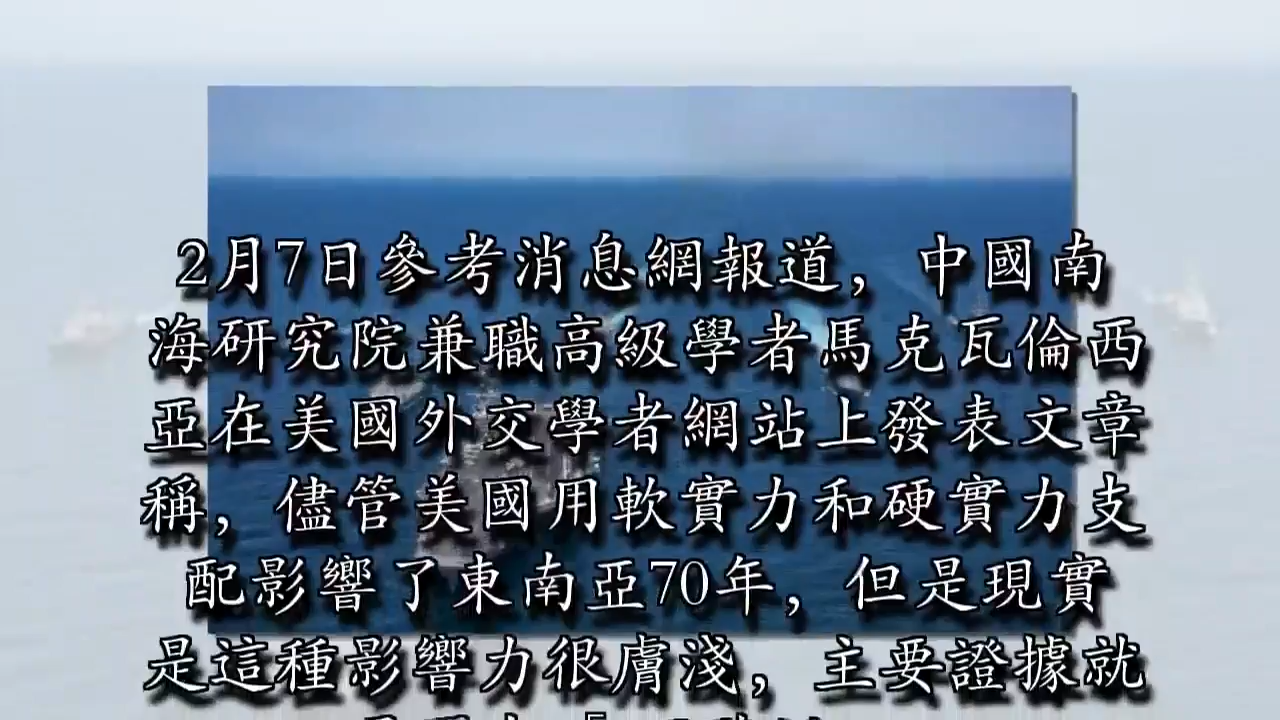 2月7日參考消息網報道，中國南
海研究院兼職高級學者馬克瓦倫西
亞在美國外交學者網站上發表文章
稱，儘管美國用軟實力和硬實力支
配影響了東南亞70年，但是現實
是這種影響力很膚淺，主要證據就